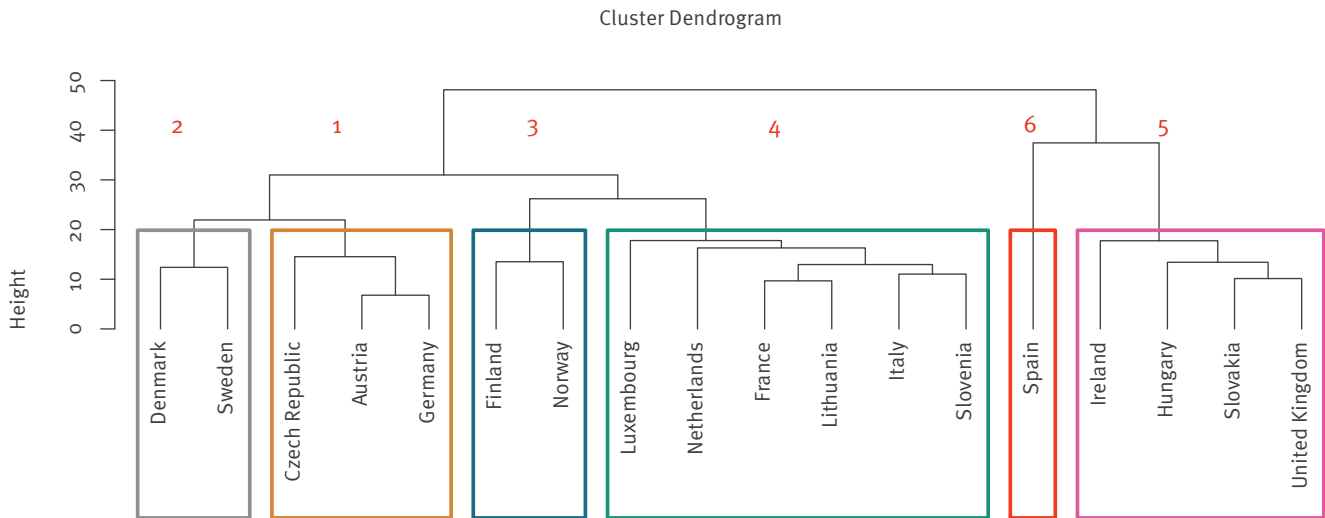 Cluster Dendrogram
50
40
30
20
10
0
Height
2 1 3 4 6 5
Denmark
Sweden
Czech Republic
Austria
Germany
Finland
Norway
Luxembourg
Netherlands
France
Lithuania
Italy
Slovenia
Spain
Ireland
Hungary
Slovakia
United Kingdom